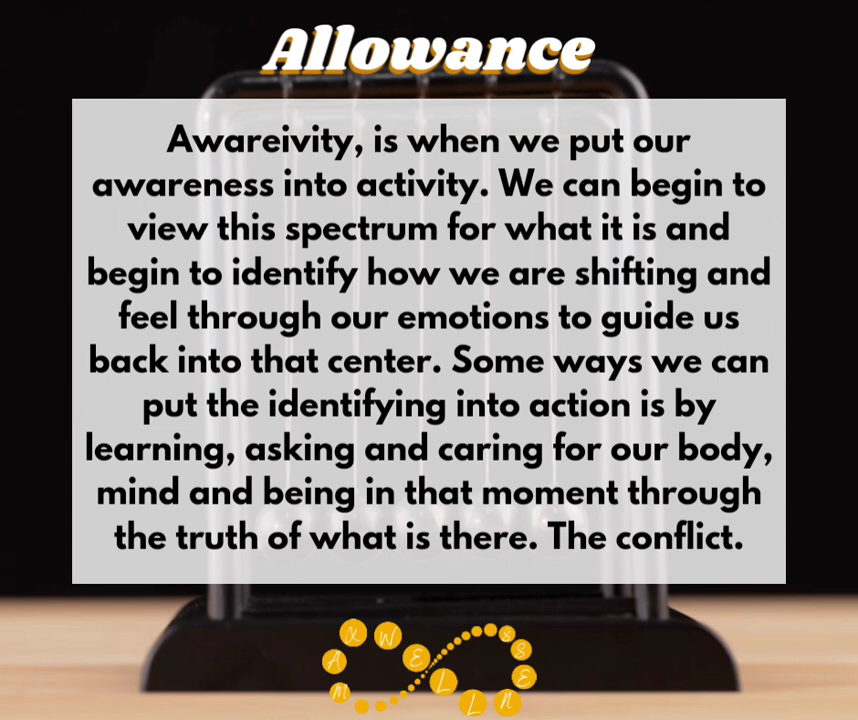 Allowance
Awareivity, is when we put our
awareness into activity. We can begin to
view this spectrum for what it is and
begin to identify how we are shifting and
feel through our emotions to guide us
back into that center. Some ways we can
put the identifying into action is by
learning, asking and caring for our body,
mind and being in that moment through
the truth of what is there. The conflict.
MAXWELLNESS